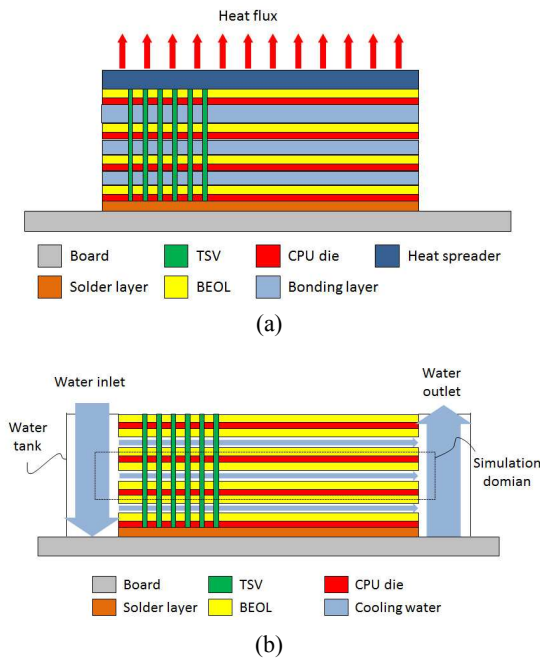 Heat flux
Board
TSV
CPU die
Heat spreader
Solder layer
BEOL
Bonding layer
(a)
Water inlet
Water
outlet
Water
tank
Simulation
domian
Board
TSV
CPU die
Solder layer
BEOL
Cooling water
(b)